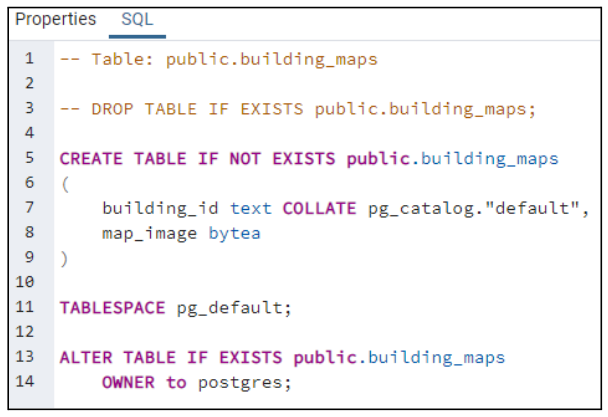 Properties SQL
1 -- Table: public.building_maps
2
3 -- DROP TABLE IF EXISTS public.building_maps;
4
5 CREATE TABLE IF NOT EXISTS public.building_maps
6 (
7     building_id text COLLATE pg_catalog."default",
8     map_image bytea
9 )
10
11 TABLESPACE pg_default;
12
13 ALTER TABLE IF EXISTS public.building_maps
14     OWNER to postgres;